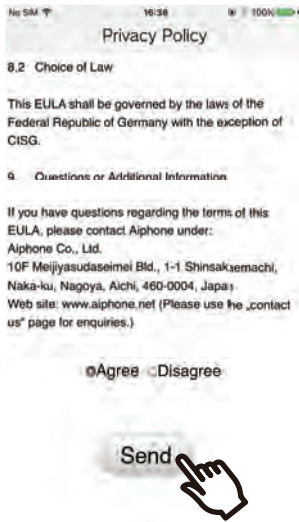 No SIM 16:36 100%
Privacy Policy
8.2 Choice of Law
This EULA shall be governed by the laws of the
Federal Republic of Germany with the exception of
CISG.
9. Questions or Additional Information
If you have questions regarding the terms of this
EULA, please contact Aiphone under:
Aiphone Co., Ltd.
10F Meijiyasudaseimei Bld., 1-1 Shinsakaemachi,
Naka-ku, Nagoya, Aichi, 460-0004, Japan
Web site: www.aiphone.net (Please use the „contact
us" page for enquiries.)
Agree Disagree
Send